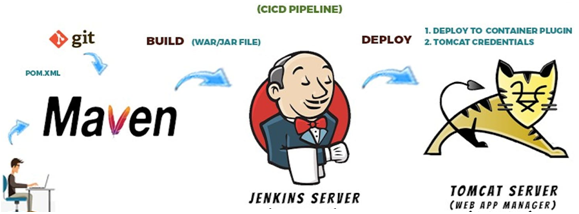 (CICD PIPELINE)
git
BUILD (WAR/JAR FILE)
DEPLOY
1. DEPLOY TO CONTAINER PLUGIN
2. TOMCAT CREDENTIALS
POM.XML
Maven
JENKINS SERVER
TOMCAT SERVER
(WEB APP MANAGER)